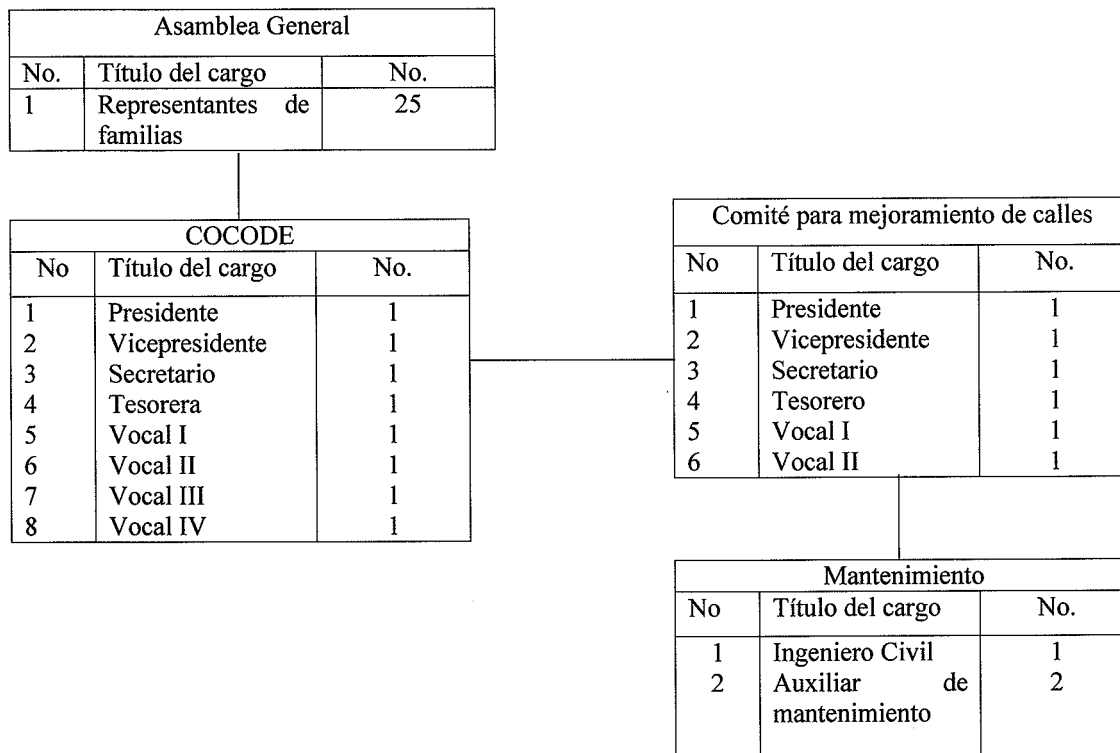 Asamblea General
No. Título del cargo No.
1 Representantes de 25
familias
COCODE
No Título del cargo No.
1 Presidente 1
2 Vicepresidente 1
3 Secretario 1
4 Tesorera 1
5 Vocal I 1
6 Vocal II 1
7 Vocal III 1
8 Vocal IV 1
Comité para mejoramiento de calles
No Título del cargo No.
1 Presidente 1
2 Vicepresidente 1
3 Secretario 1
4 Tesorero 1
5 Vocal I 1
6 Vocal II 1
Mantenimiento
No Título del cargo No.
1 Ingeniero Civil 1
2 Auxiliar de 2
mantenimiento